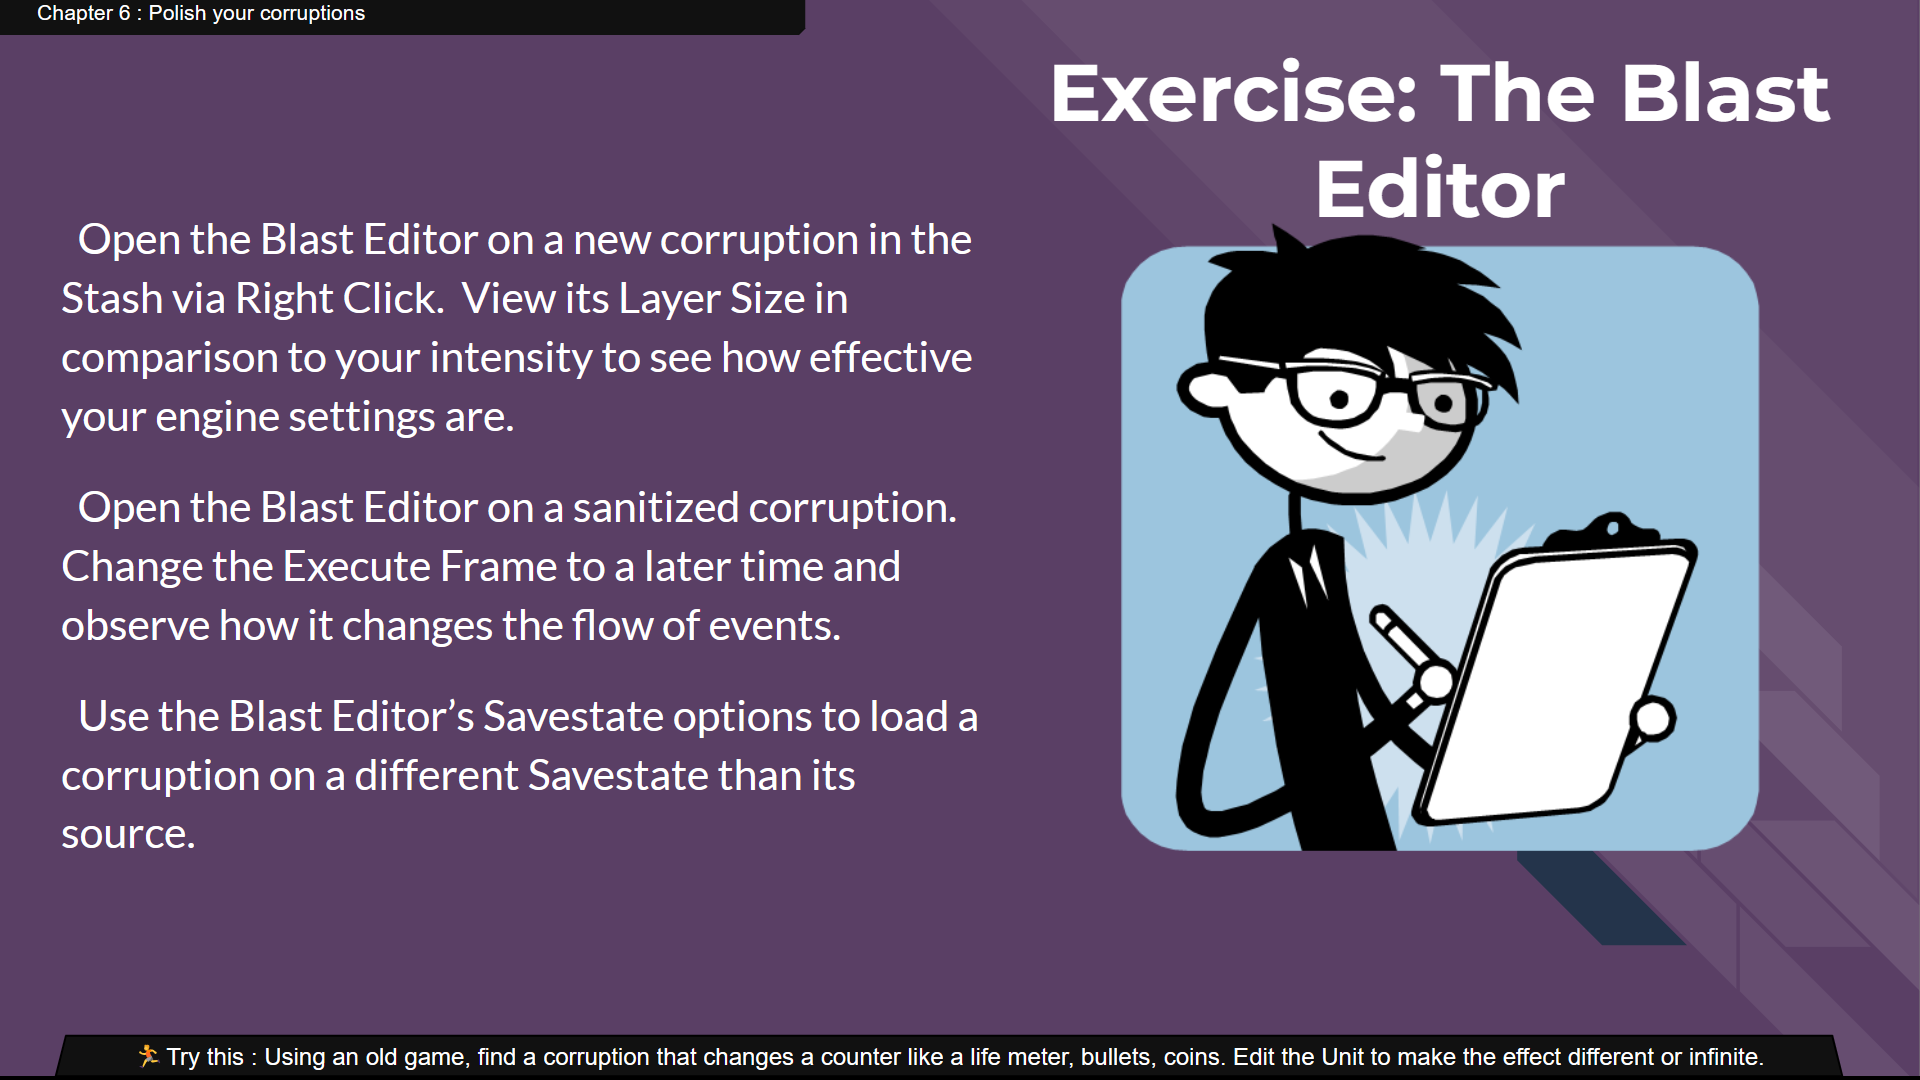 Chapter 6 : Polish your corruptions
Exercise: The Blast
Editor
Open the Blast Editor on a new corruption in the
Stash via Right Click.  View its Layer Size in
comparison to your intensity to see how effective
your engine settings are.
Open the Blast Editor on a sanitized corruption.
Change the Execute Frame to a later time and
observe how it changes the flow of events.
Use the Blast Editor’s Savestate options to load a
corruption on a different Savestate than its
source.
🏃 Try this : Using an old game, find a corruption that changes a counter like a life meter, bullets, coins. Edit the Unit to make the effect different or infinite.